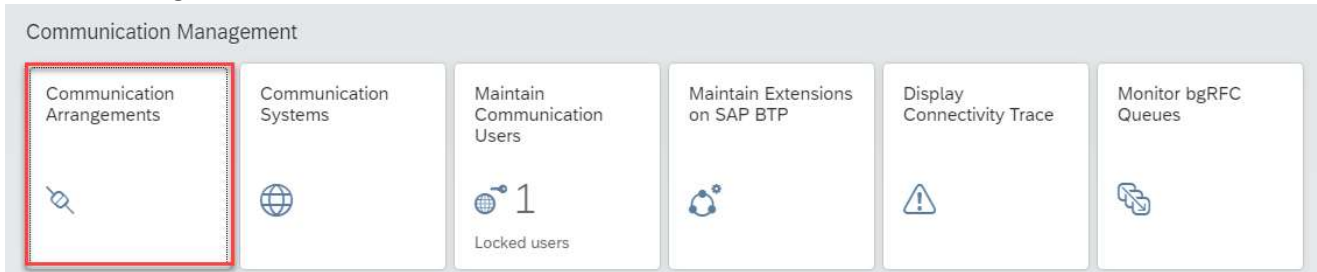 Communication Management
Communication
Arrangements
Communication
Systems
Maintain
Communication
Users
1
Locked users
Maintain Extensions
on SAP BTP
Display
Connectivity Trace
Monitor bgRFC
Queues